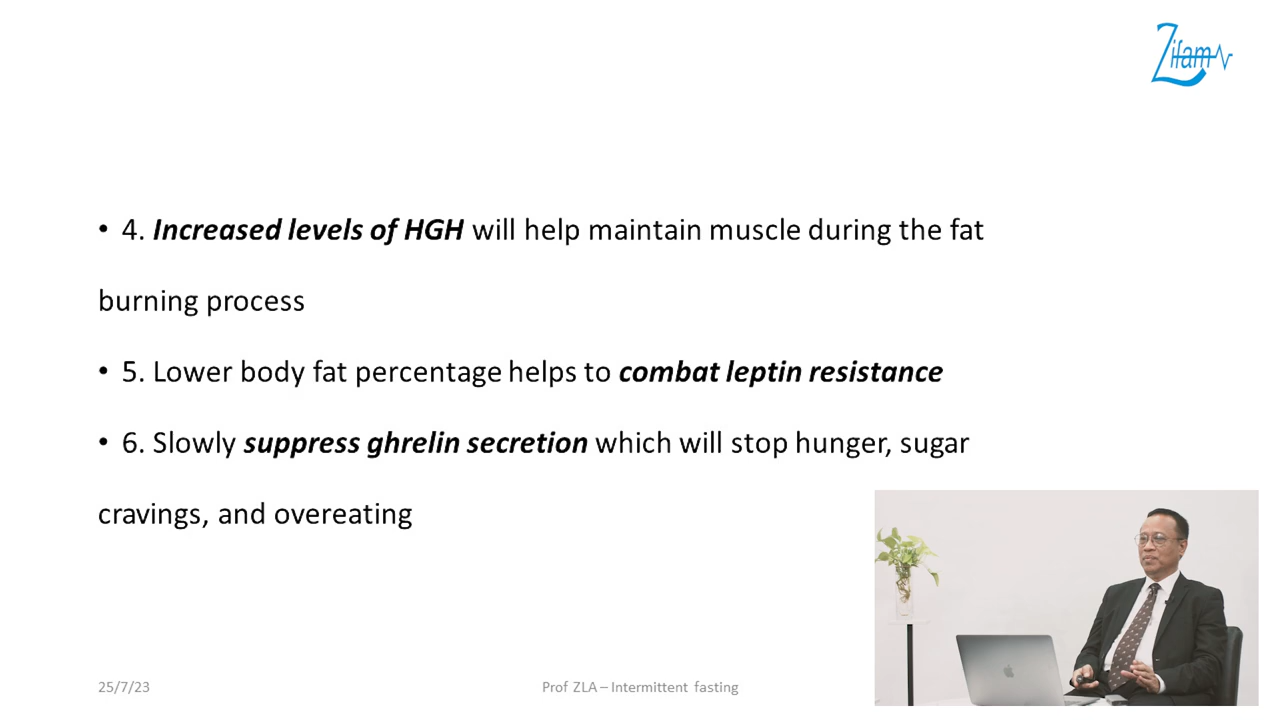 Zifam
• 4. Increased levels of HGH will help maintain muscle during the fat
burning process
• 5. Lower body fat percentage helps to combat leptin resistance
• 6. Slowly suppress ghrelin secretion which will stop hunger, sugar
cravings, and overeating
25/7/23
Prof ZLA – Intermittent fasting